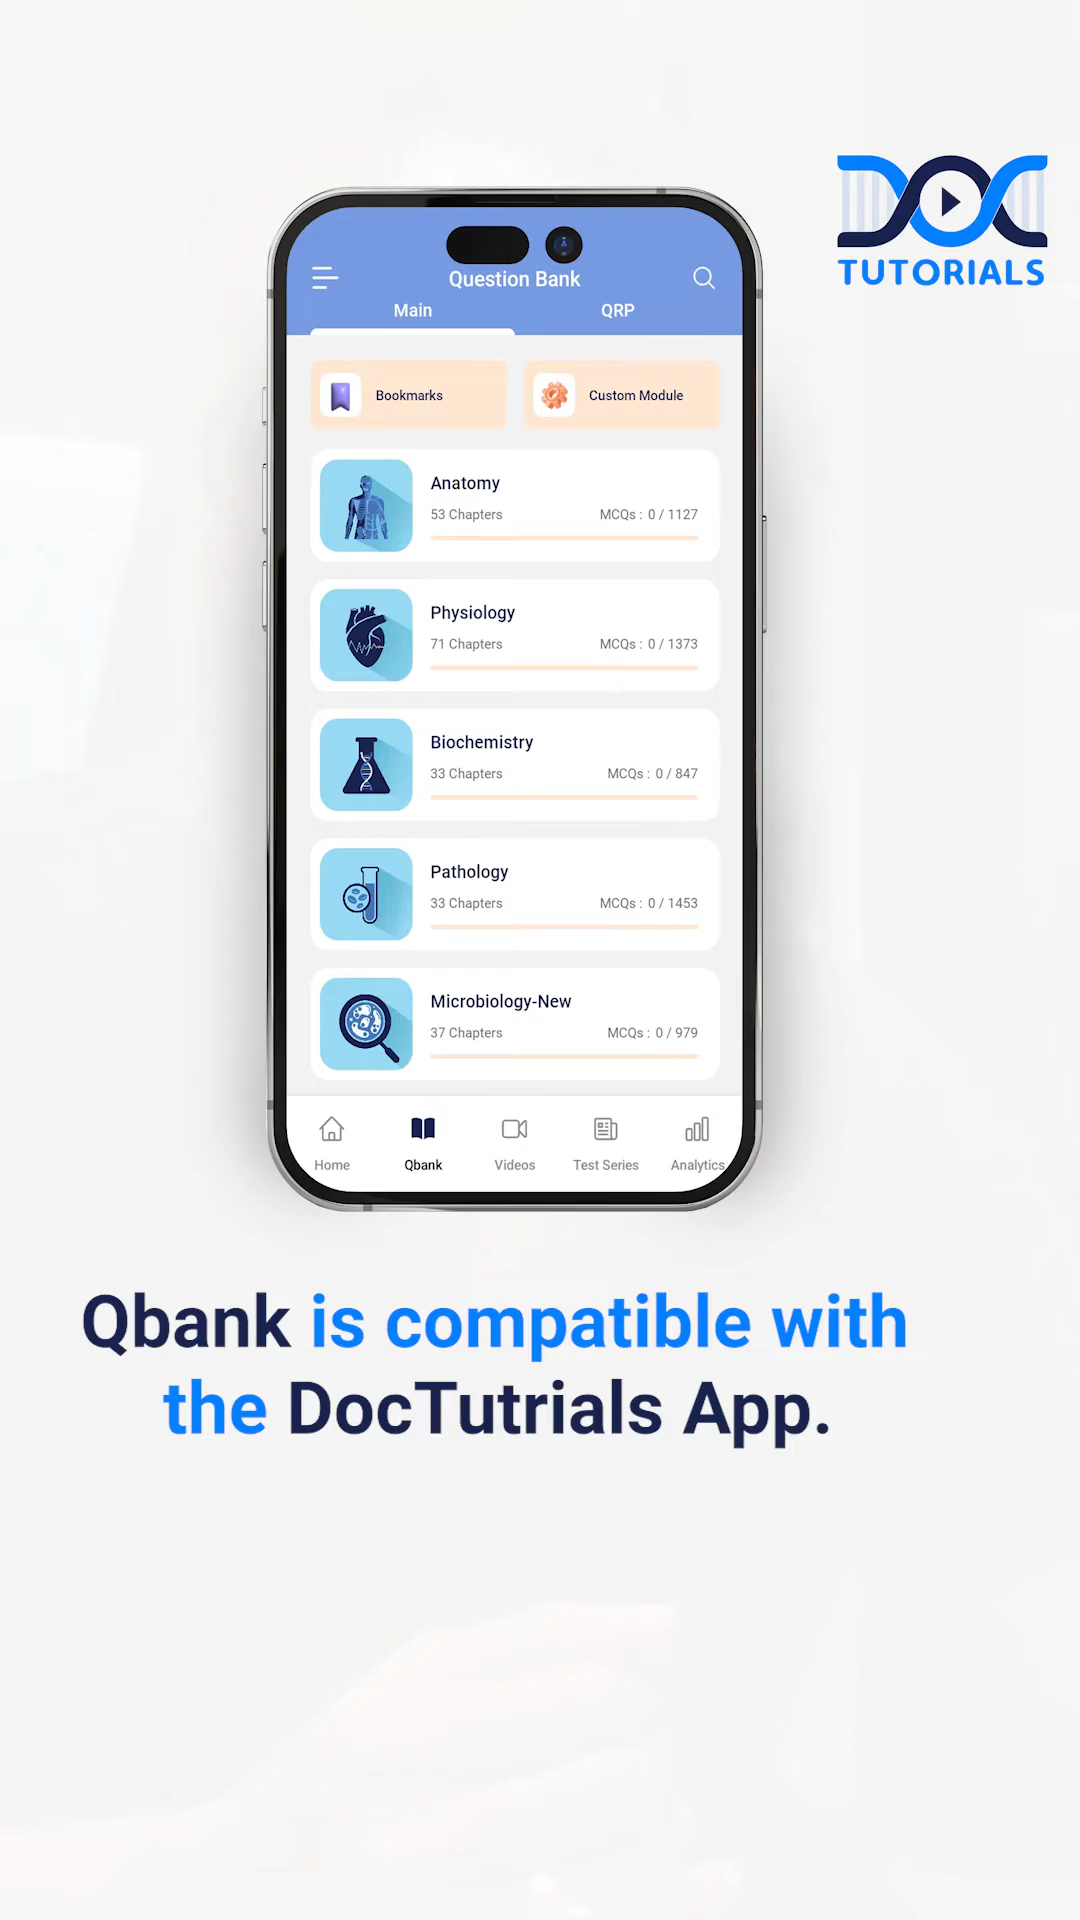 DOC
TUTORIALS
Question Bank
Main
QRP
Bookmarks
Custom Module
Anatomy
53 Chapters
MCQs : 0 / 1127
Physiology
71 Chapters
MCQs : 0 / 1373
Biochemistry
33 Chapters
MCQs : 0 / 847
Pathology
33 Chapters
MCQs : 0 / 1453
Microbiology-New
37 Chapters
MCQs : 0 / 979
Home
Qbank
Videos
Test Series
Analytics
Qbank is compatible with
the DocTutrials App.